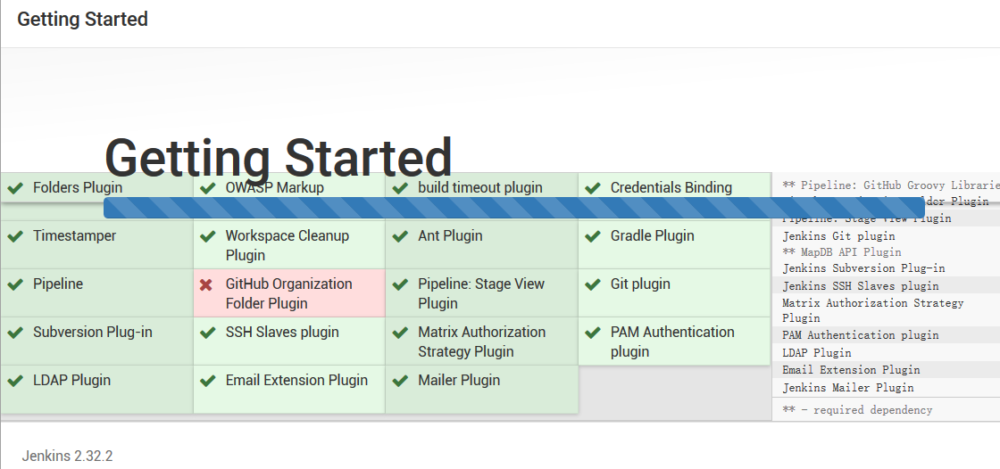 Getting Started
Getting Started
Folders Plugin
OWASP Markup
build timeout plugin
Credentials Binding
Timestamper
Workspace Cleanup
Plugin
Ant Plugin
Gradle Plugin
Pipeline
GitHub Organization
Folder Plugin
Pipeline: Stage View
Plugin
Git plugin
Subversion Plug-in
SSH Slaves plugin
Matrix Authorization
Strategy Plugin
PAM Authentication
plugin
LDAP Plugin
Email Extension Plugin
Mailer Plugin
** Pipeline: GitHub Groovy Librarie
der Plugin
Pipeline: Stage View Plugin
Jenkins Git plugin
** MapDB API Plugin
Jenkins Subversion Plug-in
Jenkins SSH Slaves plugin
Matrix Authorization Strategy
Plugin
PAM Authentication plugin
LDAP Plugin
Email Extension Plugin
Jenkins Mailer Plugin
** - required dependency
Jenkins 2.32.2